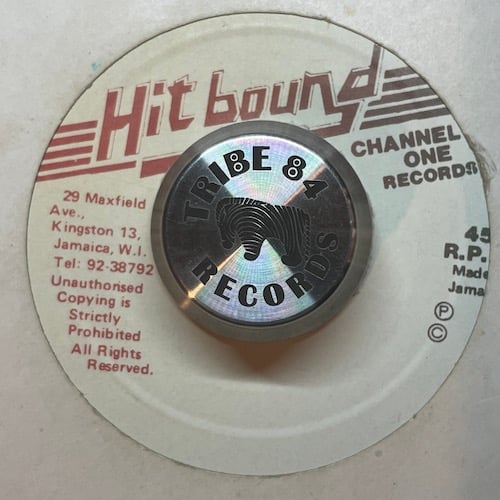 Hit bound
CHANNEL
ONE
RECORDS
TRIBE 84
RECORDS
29 Maxfield
Ave.,
Kingston 13,
Jamaica, W.I.
Tel: 92-38792
Unauthorised
Copying is
Strictly
Prohibited
All Rights
Reserved.
45
R.P.
Made
Jama
Ⓟ
©